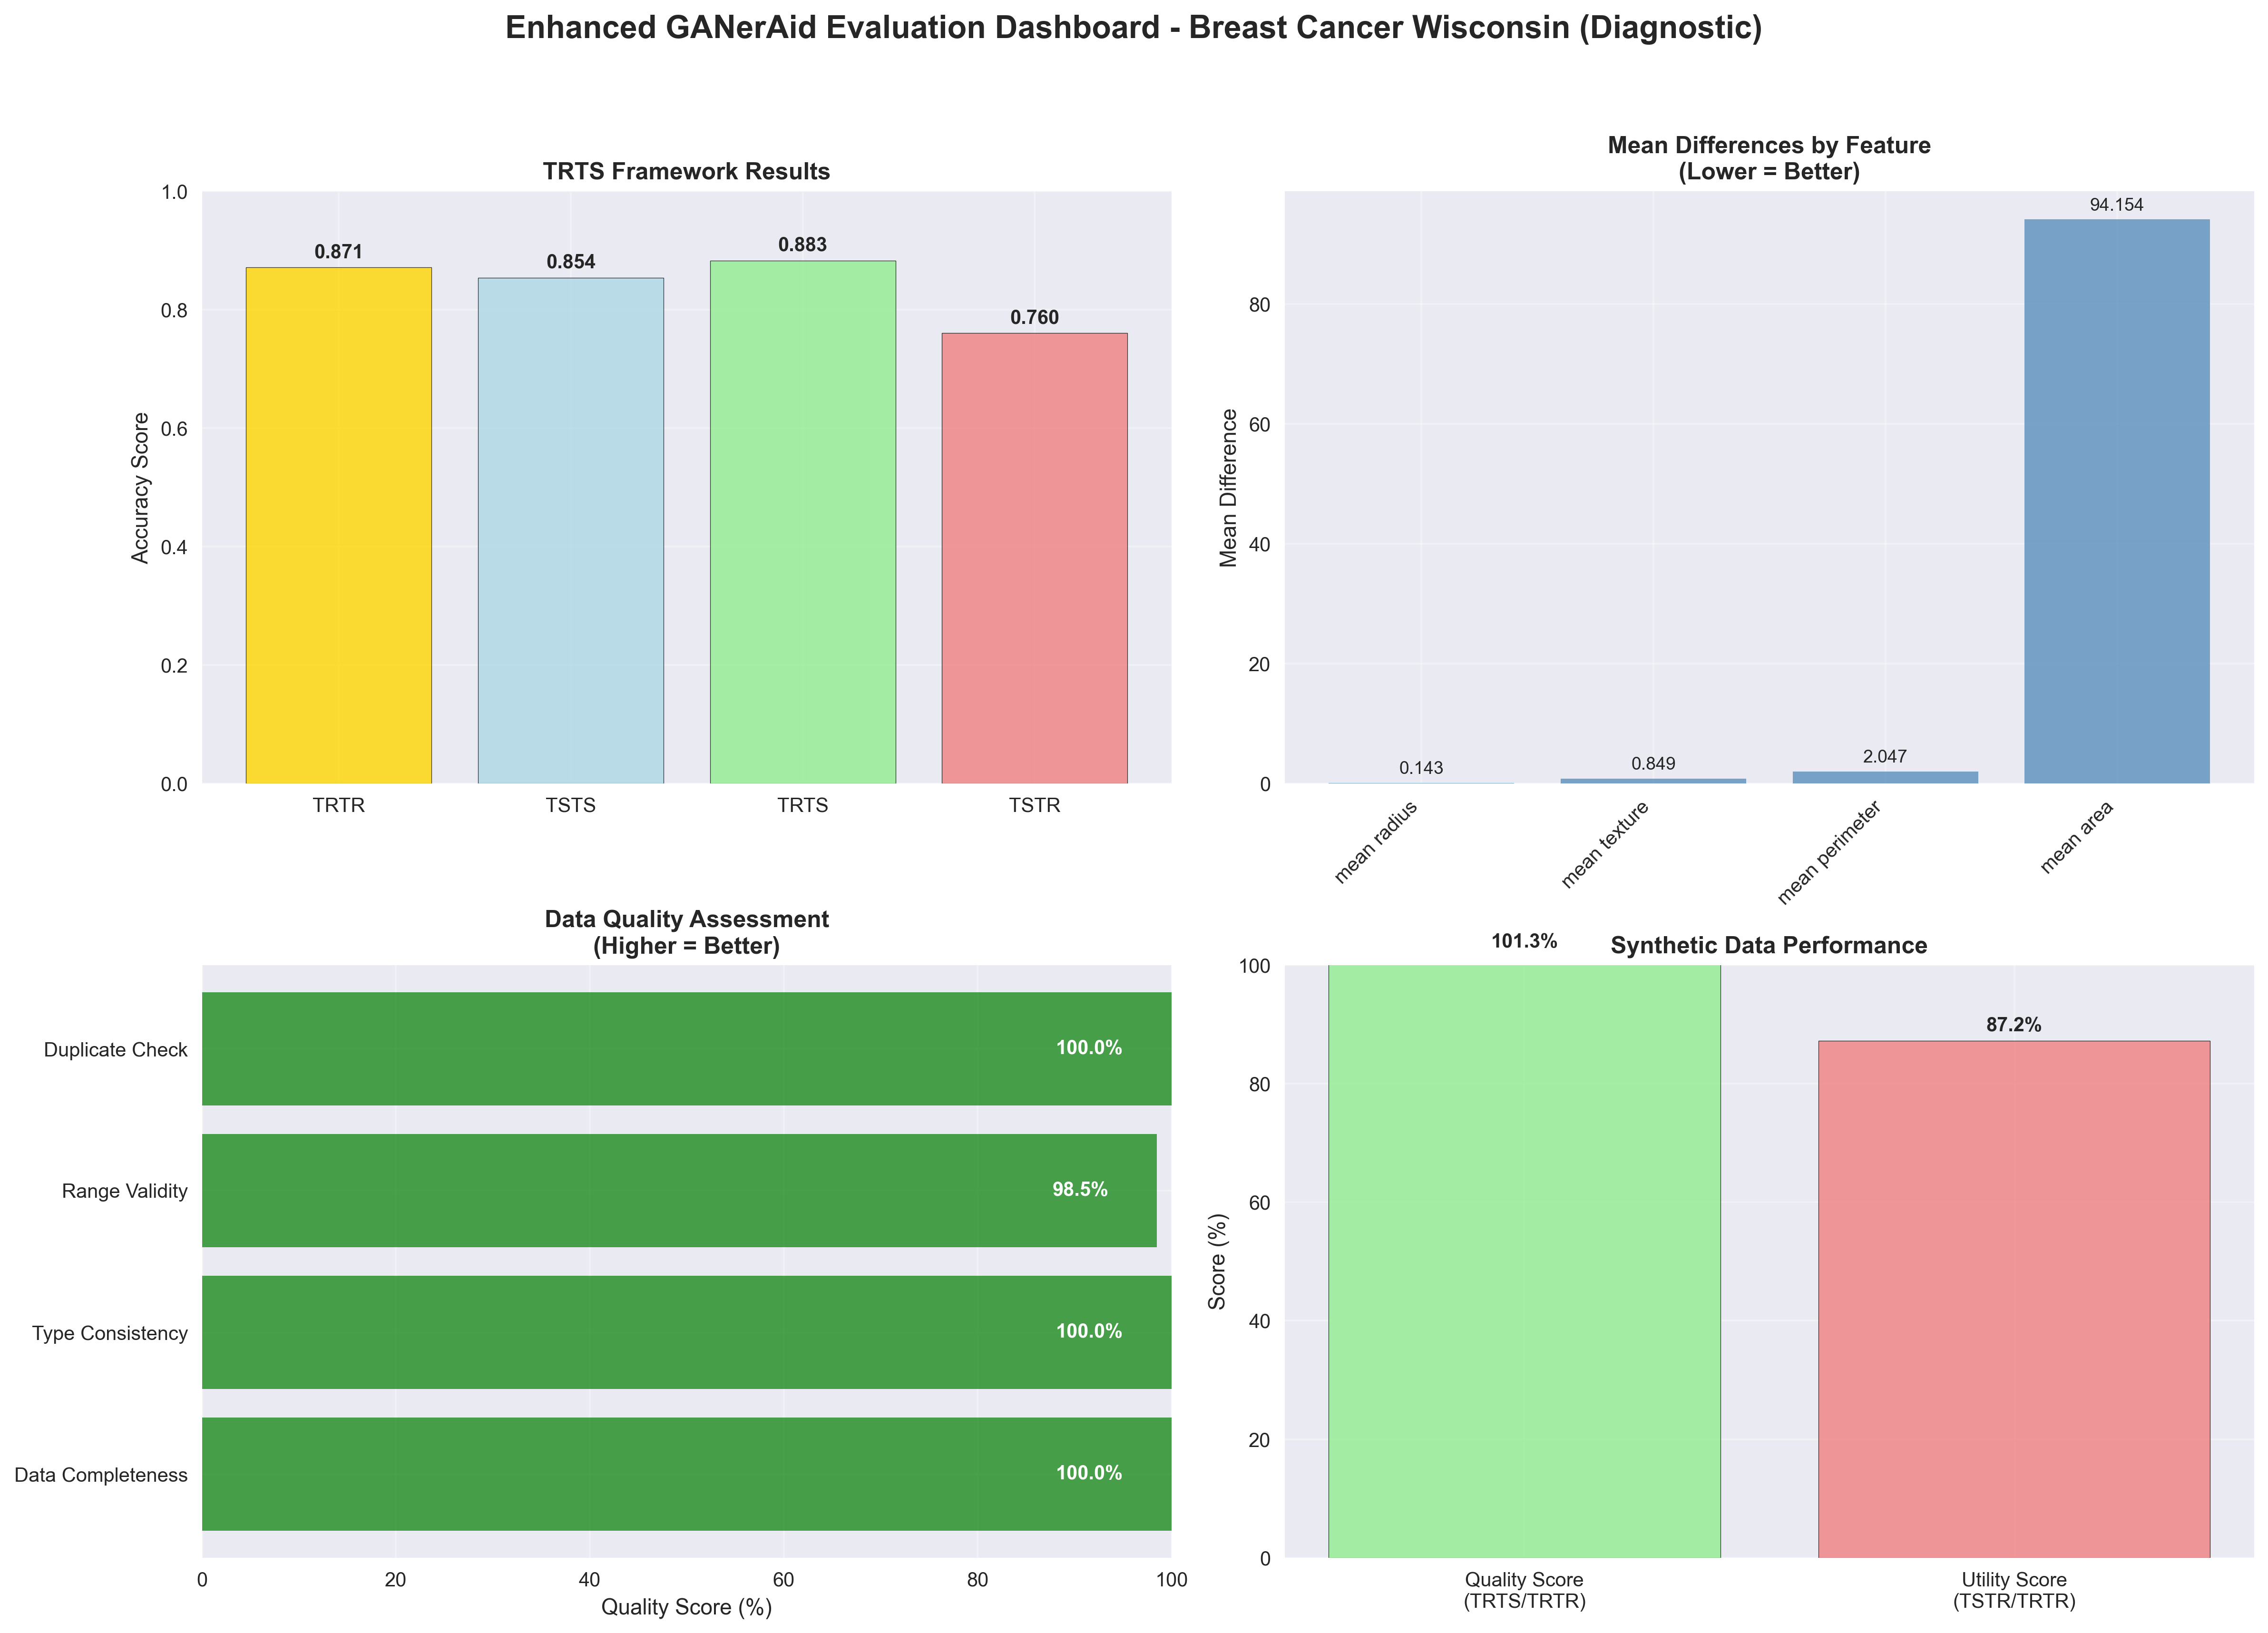 Enhanced GANerAid Evaluation Dashboard - Breast Cancer Wisconsin (Diagnostic)
TRTS Framework Results
Accuracy Score
1.0
0.8
0.6
0.4
0.2
0.0
0.871
0.854
0.883
0.760
TRTR
TSTS
TRTS
TSTR
Mean Differences by Feature
(Lower = Better)
Mean Difference
80
60
40
20
0
0.143
0.849
2.047
94.154
mean radius
mean texture
mean perimeter
mean area
Data Quality Assessment
(Higher = Better)
Duplicate Check
100.0%
Range Validity
98.5%
Type Consistency
100.0%
Data Completeness
100.0%
0
20
40
60
80
100
Quality Score (%)
Synthetic Data Performance
Score (%)
100
80
60
40
20
0
101.3%
87.2%
Quality Score
(TRTS/TRTR)
Utility Score
(TSTR/TRTR)